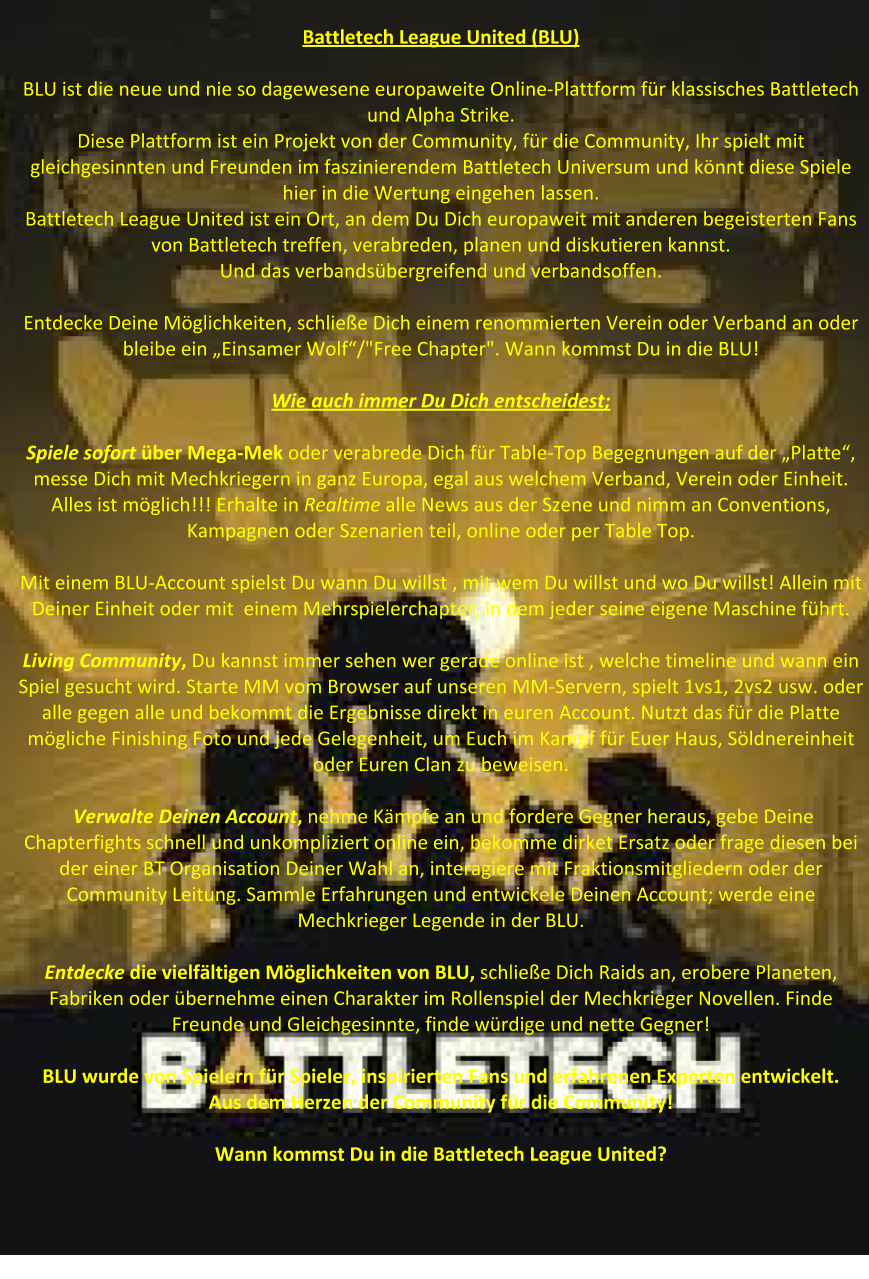 Battletech League United (BLU)
BLU ist die neue und nie so dagewesene europaweite Online-Plattform für klassisches Battletech
und Alpha Strike.
Diese Plattform ist ein Projekt von der Community, für die Community, Ihr spielt mit
gleichgesinnten und Freunden im faszinierendem Battletech Universum und könnt diese Spiele
hier in die Wertung eingehen lassen.
Battletech League United ist ein Ort, an dem Du Dich europaweit mit anderen begeisterten Fans
von Battletech treffen, verabreden, planen und diskutieren kannst.
Und das verbandsübergreifend und verbandsoffen.
Entdecke Deine Möglichkeiten, schließe Dich einem renommierten Verein oder Verband an oder
bleibe ein „Einsamer Wolf“/"Free Chapter". Wann kommst Du in die BLU!
Wie auch immer Du Dich entscheidest;
Spiele sofort über Mega-Mek oder verabrede Dich für Table-Top Begegnungen auf der „Platte“,
messe Dich mit Mechkriegern in ganz Europa, egal aus welchem Verband, Verein oder Einheit.
Alles ist möglich!!! Erhalte in Realtime alle News aus der Szene und nimm an Conventions,
Kampagnen oder Szenarien teil, online oder per Table Top.
Mit einem BLU-Account spielst Du wann Du willst , mit wem Du willst und wo Du willst! Allein mit
Deiner Einheit oder mit  einem Mehrspielerchapter, in dem jeder seine eigene Maschine führt.
Living Community, Du kannst immer sehen wer gerade online ist , welche timeline und wann ein
Spiel gesucht wird. Starte MM vom Browser auf unseren MM-Servern, spielt 1vs1, 2vs2 usw. oder
alle gegen alle und bekommt die Ergebnisse direkt in euren Account. Nutzt das für die Platte
mögliche Finishing Foto und jede Gelegenheit, um Euch im Kampf für Euer Haus, Söldnereinheit
oder Euren Clan zu beweisen.
Verwalte Deinen Account, nehme Kämpfe an und fordere Gegner heraus, gebe Deine
Chapterfights schnell und unkompliziert online ein, bekomme dirket Ersatz oder frage diesen bei
der einer BT Organisation Deiner Wahl an, interagiere mit Fraktionsmitgliedern oder der
Community Leitung. Sammle Erfahrungen und entwickele Deinen Account; werde eine
Mechkrieger Legende in der BLU.
Entdecke die vielfältigen Möglichkeiten von BLU, schließe Dich Raids an, erobere Planeten,
Fabriken oder übernehme einen Charakter im Rollenspiel der Mechkrieger Novellen. Finde
Freunde und Gleichgesinnte, finde würdige und nette Gegner!
BATTLETECH
BLU wurde von Spielern für Spieler, inspirierten Fans und erfahrenen Experten entwickelt.
Aus dem Herzen der Community für die Community!
Wann kommst Du in die Battletech League United?